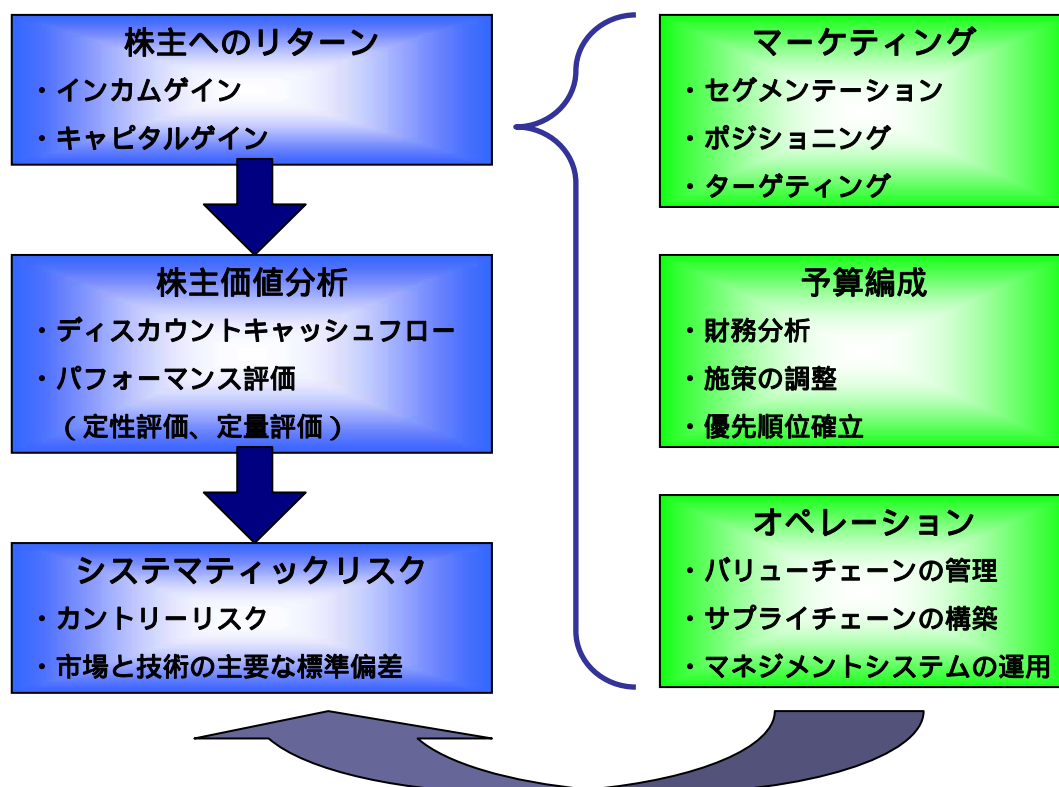 株主へのリターン
・インカムゲイン
・キャピタルゲイン
株主価値分析
・ディスカウントキャッシュフロー
・パフォーマンス評価
（定性評価、定量評価）
システマティックリスク
・カントリーリスク
・市場と技術の主要な標準偏差
マーケティング
・セグメンテーション
・ポジショニング
・ターゲティング
予算編成
・財務分析
・施策の調整
・優先順位確立
オペレーション
・バリューチェーンの管理
・サプライチェーンの構築
・マネジメントシステムの運用